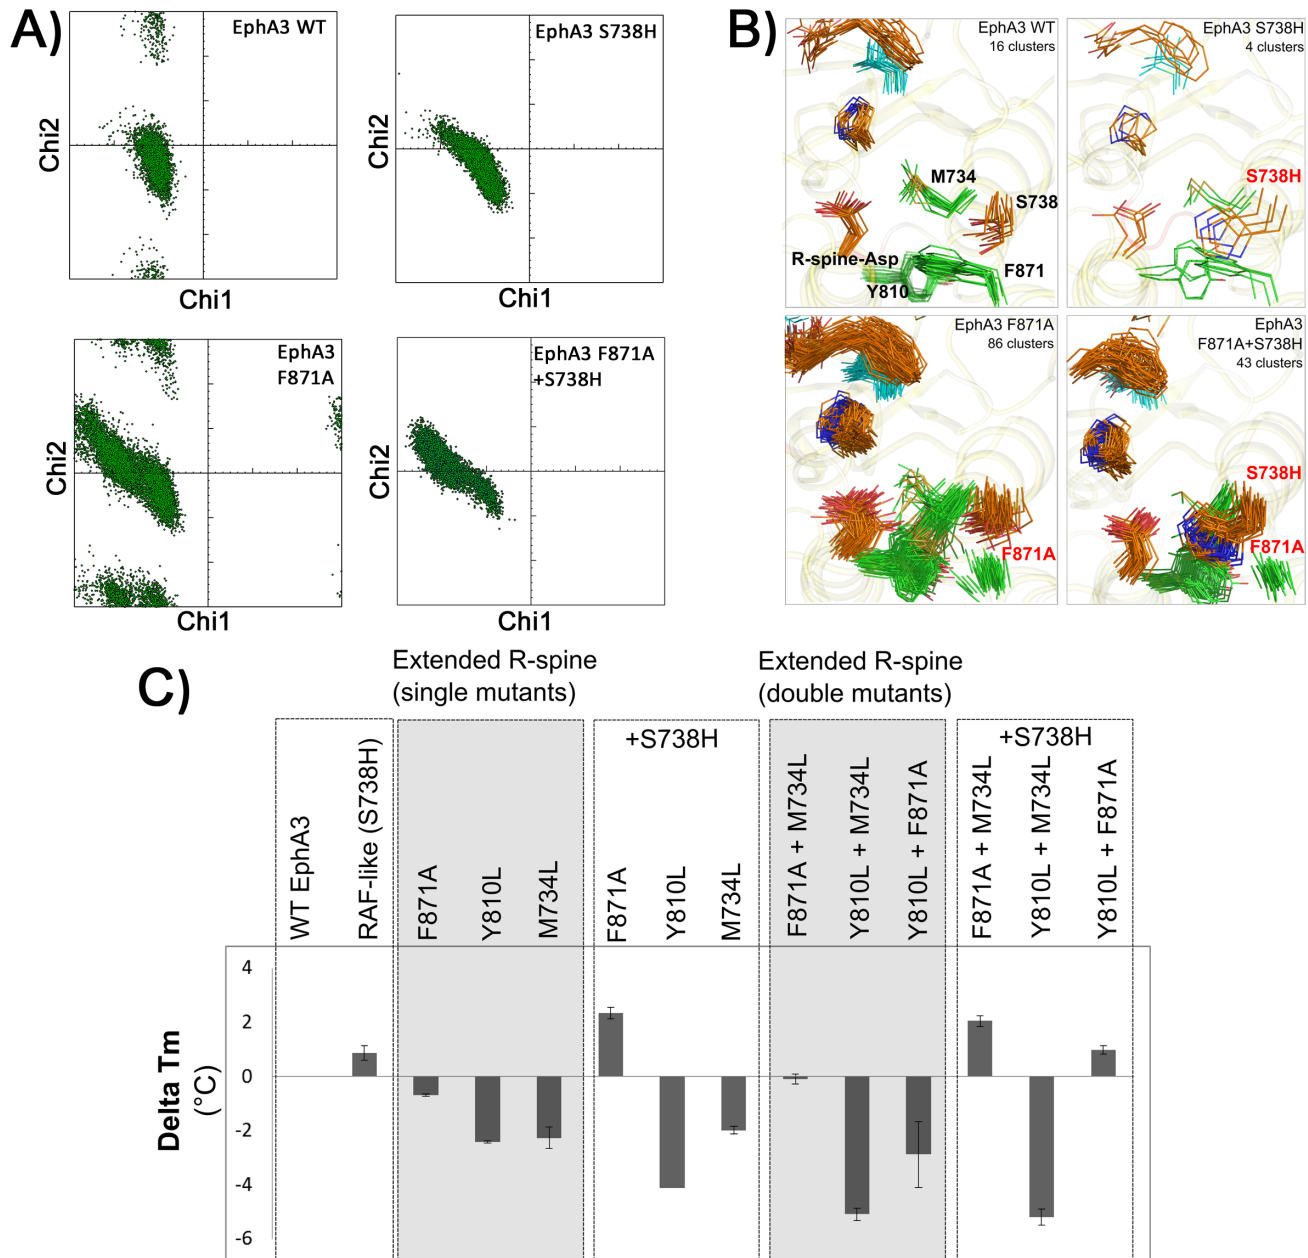 A)
EphA3 WT
Chi2
Chi1
EphA3 S738H
Chi2
Chi1
EphA3
F871A
Chi2
Chi1
EphA3 F871A
+S738H
Chi2
Chi1
B)
EphA3 WT
16 clusters
M734
S738
R-spine-Asp
F871
Y810
EphA3 S738H
4 clusters
S738H
EphA3 F871A
86 clusters
F871A
EphA3
F871A+S738H
43 clusters
S738H
F871A
C)
Extended R-spine
(single mutants)
Extended R-spine
(double mutants)
+S738H
+S738H
WT EphA3
RAF-like (S738H)
F871A
Y810L
M734L
F871A
Y810L
M734L
F871A + M734L
Y810L + M734L
Y810L + F871A
F871A + M734L
Y810L + M734L
Y810L + F871A
Delta Tm
(°C)
4
2
0
-2
-4
-6